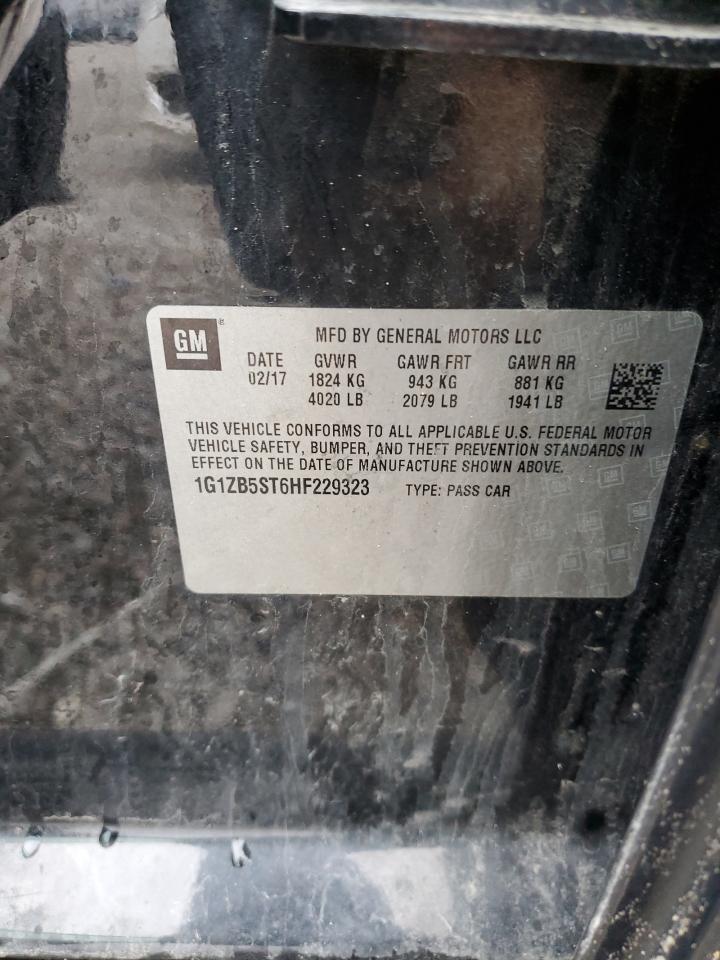 GM
MFD BY GENERAL MOTORS LLC
DATE GVWR GAWR FRT GAWR RR
02/17 1824 KG 943 KG 881 KG
4020 LB 2079 LB 1941 LB
THIS VEHICLE CONFORMS TO ALL APPLICABLE U.S. FEDERAL MOTOR
VEHICLE SAFETY, BUMPER, AND THEFT PREVENTION STANDARDS IN
EFFECT ON THE DATE OF MANUFACTURE SHOWN ABOVE.
1G1ZB5ST6HF229323 TYPE: PASS CAR